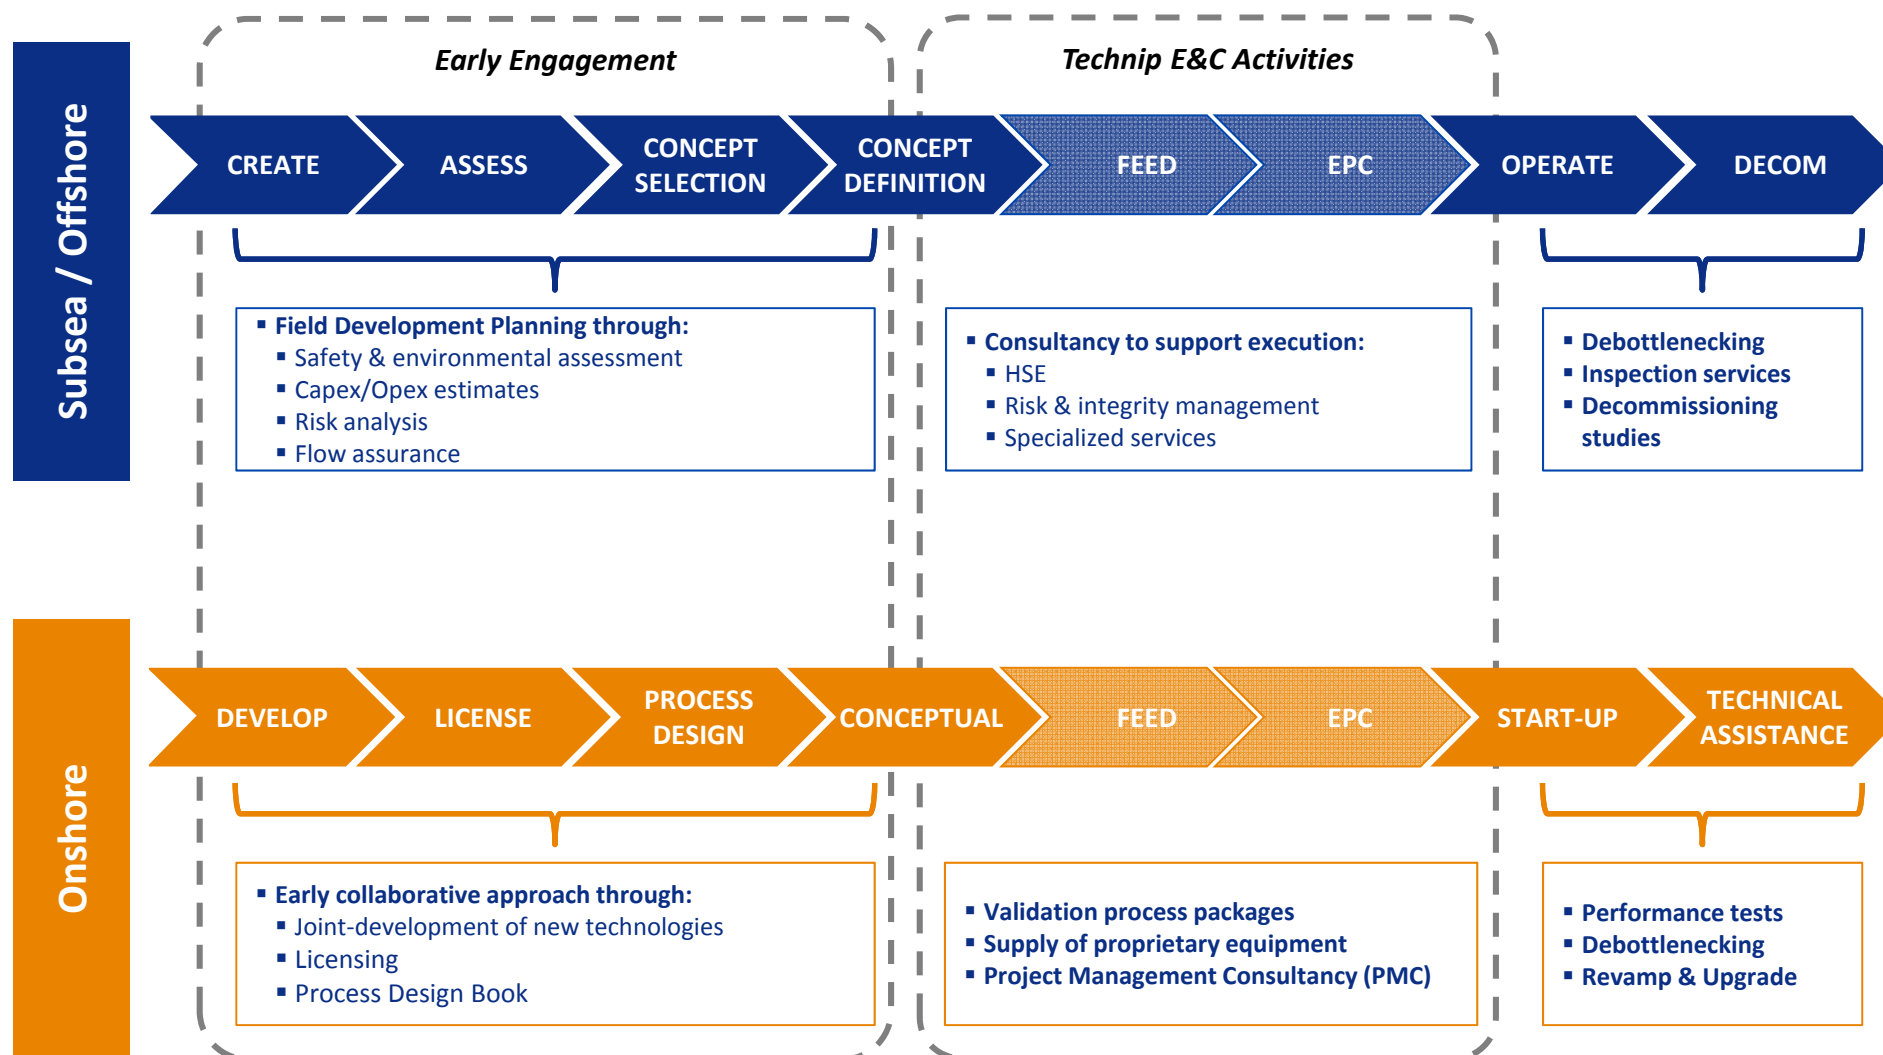 Early Engagement
Technip E&C Activities
Subsea / Offshore
CREATE
ASSESS
CONCEPT
SELECTION
CONCEPT
DEFINITION
FEED
EPC
OPERATE
DECOM
▪ Field Development Planning through:
▪ Safety & environmental assessment
▪ Capex/Opex estimates
▪ Risk analysis
▪ Flow assurance
▪ Consultancy to support execution:
▪ HSE
▪ Risk & integrity management
▪ Specialized services
▪ Debottlenecking
▪ Inspection services
▪ Decommissioning
studies
Onshore
DEVELOP
LICENSE
PROCESS
DESIGN
CONCEPTUAL
FEED
EPC
START-UP
TECHNICAL
ASSISTANCE
▪ Early collaborative approach through:
▪ Joint-development of new technologies
▪ Licensing
▪ Process Design Book
▪ Validation process packages
▪ Supply of proprietary equipment
▪ Project Management Consultancy (PMC)
▪ Performance tests
▪ Debottlenecking
▪ Revamp & Upgrade